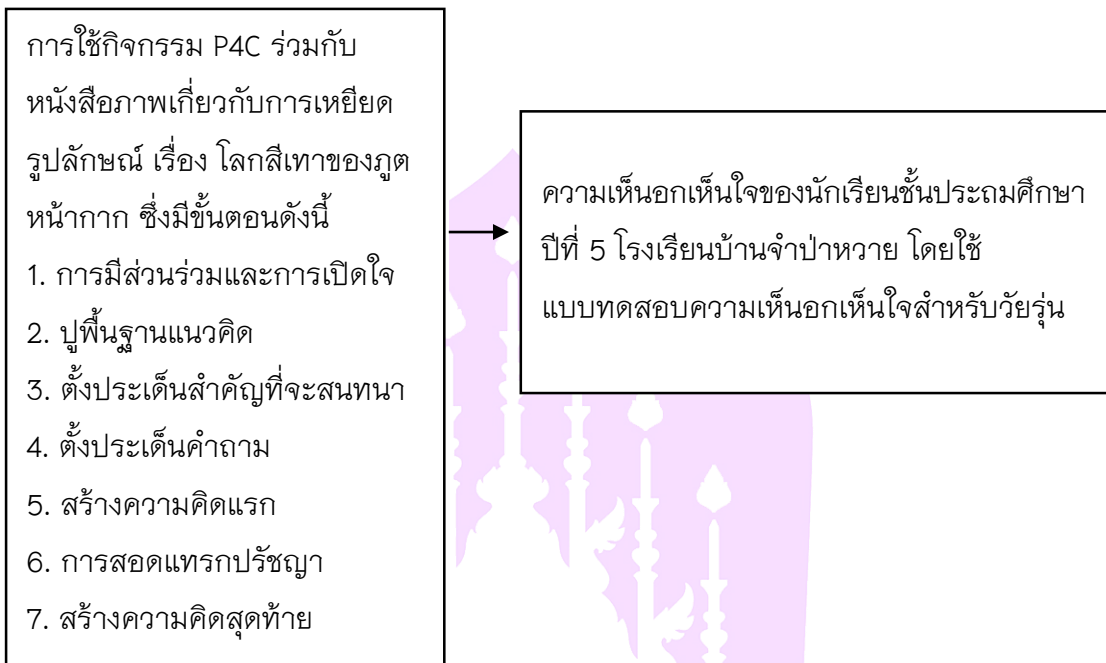 การใช้กิจกรรม P4C ร่วมกับ
หนังสือภาพเกี่ยวกับการเหยียด
รูปลักษณ์ เรื่อง โลกสีเทาของภูต
หน้ากาก ซึ่งมีขั้นตอนดังนี้
1. การมีส่วนร่วมและการเปิดใจ
2. ปูพื้นฐานแนวคิด
3. ตั้งประเด็นสำคัญที่จะสนทนา
4. ตั้งประเด็นคำถาม
5. สร้างความคิดแรก
6. การสอดแทรกปรัชญา
7. สร้างความคิดสุดท้าย
ความเห็นอกเห็นใจของนักเรียนชั้นประถมศึกษา
ปีที่ 5 โรงเรียนบ้านจำป่าหวาย โดยใช้
แบบทดสอบความเห็นอกเห็นใจสำหรับวัยรุ่น